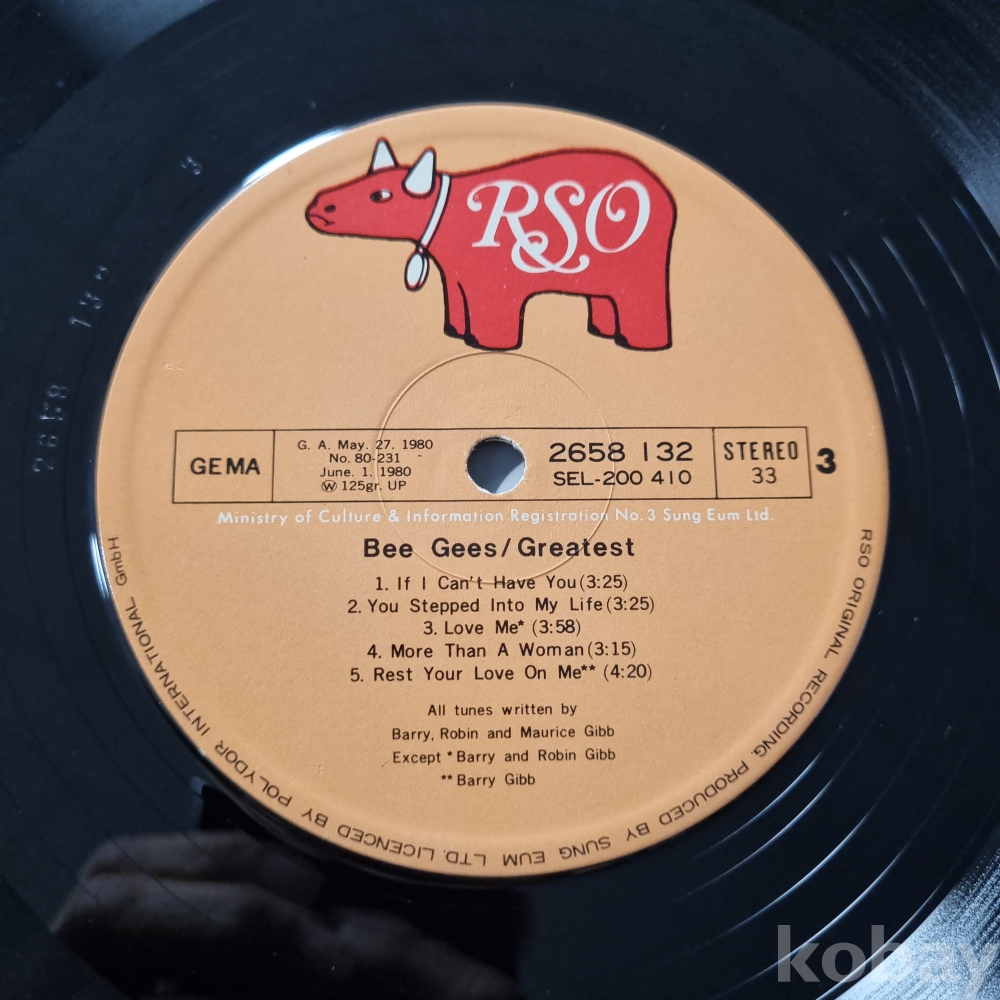 RSO
GEMA
G. A. May. 27. 1980
No. 80-231
June. 1. 1980
Ⓦ 125gr. UP
2658 132
SEL-200 410
STEREO
33
3
Ministry of Culture & Information Registration No. 3 Sung Eum Ltd.
Bee Gees/Greatest
1. If I Can't Have You (3:25)
2. You Stepped Into My Life (3:25)
3. Love Me* (3:58)
4. More Than A Woman (3:15)
5. Rest Your Love On Me** (4:20)
All tunes written by
Barry, Robin and Maurice Gibb
Except * Barry and Robin Gibb
** Barry Gibb
RSO ORIGINAL RECORDING. PRODUCED BY SUNG EUM LTD. LICENCED BY POLYDOR INTERNATIONAL GmbH
kobay